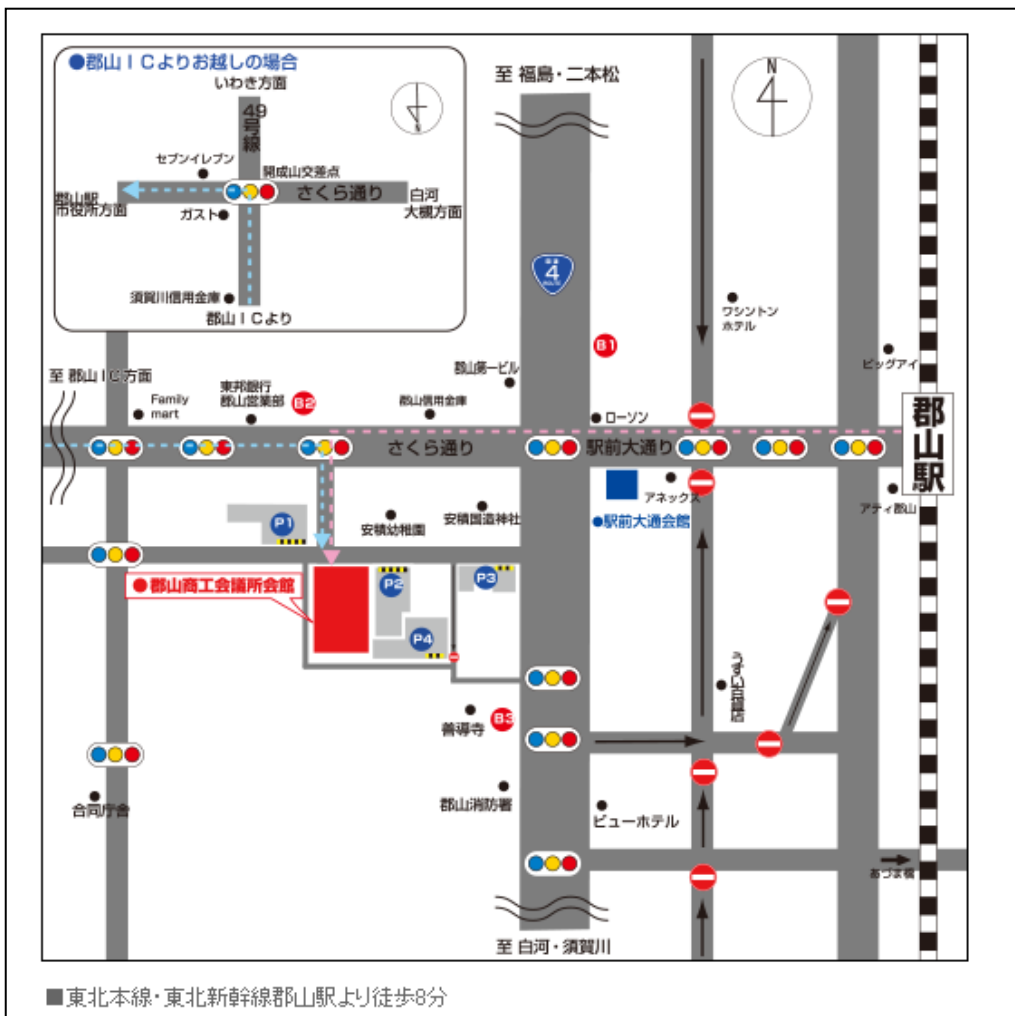 ●郡山ICよりお越しの場合
いわき方面
49号線
セブンイレブン
開成山交差点
さくら通り
郡山駅
市役所方面
ガスト
白河
大槻方面
須賀川信用金庫
郡山ICより
N
至 福島・二本松
N
国道
4
ROUTE
ワシントン
ホテル
B1
郡山第一ビル
ビッグアイ
至 郡山IC方面
Family
mart
東邦銀行
郡山営業部
B2
郡山信用金庫
ローソン
さくら通り
駅前大通り
郡山駅
アネックス
アティ郡山
●駅前大通会館
P1
安積幼稚園
安積国造神社
●郡山商工会議所会館
P2
P3
P4
うすい百貨店
善導寺
B3
合同庁舎
郡山消防署
ビューホテル
あづま橋
至 白河・須賀川
■東北本線・東北新幹線郡山駅より徒歩8分